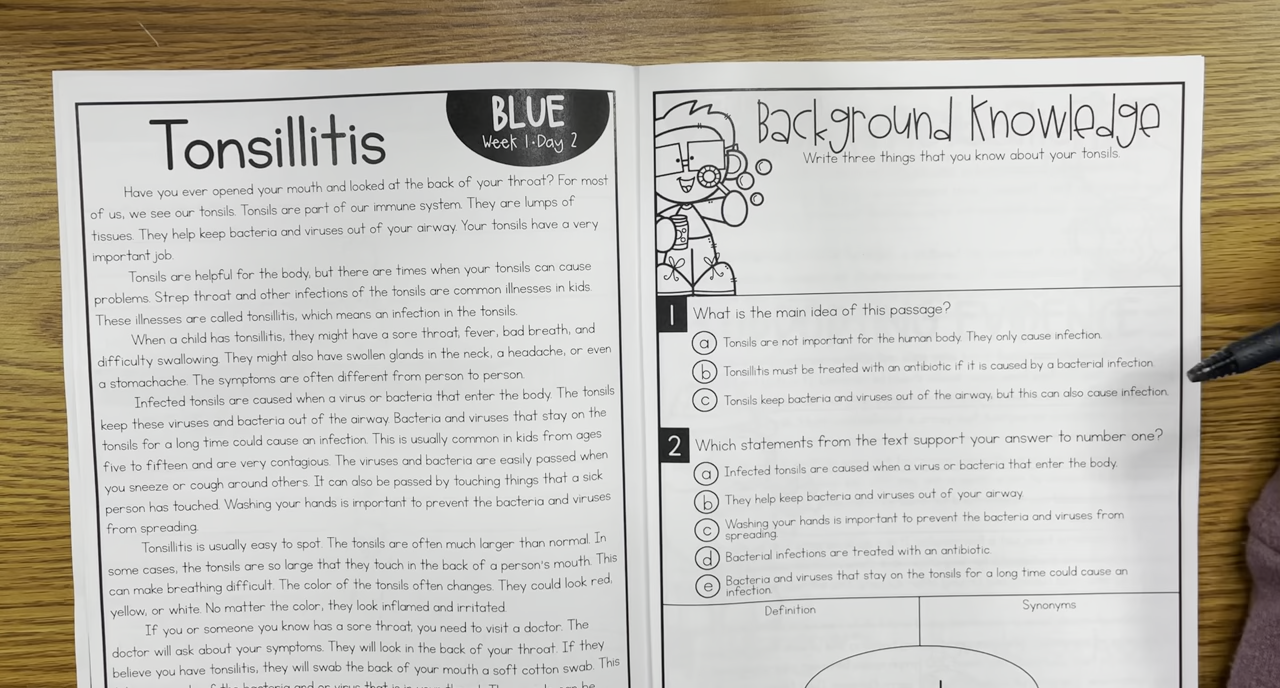 Tonsillitis
BLUE
Week 1•Day 2
Have you ever opened your mouth and looked at the back of your throat? For most
of us, we see our tonsils. Tonsils are part of our immune system. They are lumps of
tissues. They help keep bacteria and viruses out of your airway. Your tonsils have a very
important job.
Tonsils are helpful for the body, but there are times when your tonsils can cause
problems. Strep throat and other infections of the tonsils are common illnesses in kids.
These illnesses are called tonsillitis, which means an infection in the tonsils.
When a child has tonsillitis, they might have a sore throat, fever, bad breath, and
difficulty swallowing. They might also have swollen glands in the neck, a headache, or even
a stomachache. The symptoms are often different from person to person.
Infected tonsils are caused when a virus or bacteria that enter the body. The tonsils
keep these viruses and bacteria out of the airway. Bacteria and viruses that stay on the
tonsils for a long time could cause an infection. This is usually common in kids from ages
five to fifteen and are very contagious. The viruses and bacteria are easily passed when
you sneeze or cough around others. It can also be passed by touching things that a sick
person has touched. Washing your hands is important to prevent the bacteria and viruses
from spreading.
Tonsillitis is usually easy to spot. The tonsils are often much larger than normal. In
some cases, the tonsils are so large that they touch in the back of a person's mouth. This
can make breathing difficult. The color of the tonsils often changes. They could look red,
yellow, or white. No matter the color, they look inflamed and irritated.
If you or someone you know has a sore throat, you need to visit a doctor. The
doctor will ask about your symptoms. They will look in the back of your throat. If they
believe you have tonsilitis, they will swab the back of your mouth a soft cotton swab. This
Background Knowledge
Write three things that you know about your tonsils.
1 What is the main idea of this passage?
a Tonsils are not important for the human body. They only cause infection.
b Tonsillitis must be treated with an antibiotic if it is caused by a bacterial infection.
c Tonsils keep bacteria and viruses out of the airway, but this can also cause infection.
2 Which statements from the text support your answer to number one?
a Infected tonsils are caused when a virus or bacteria that enter the body.
b They help keep bacteria and viruses out of your airway.
c Washing your hands is important to prevent the bacteria and viruses from
spreading.
d Bacterial infections are treated with an antibiotic.
e Bacteria and viruses that stay on the tonsils for a long time could cause an
infection.
Definition
Synonyms